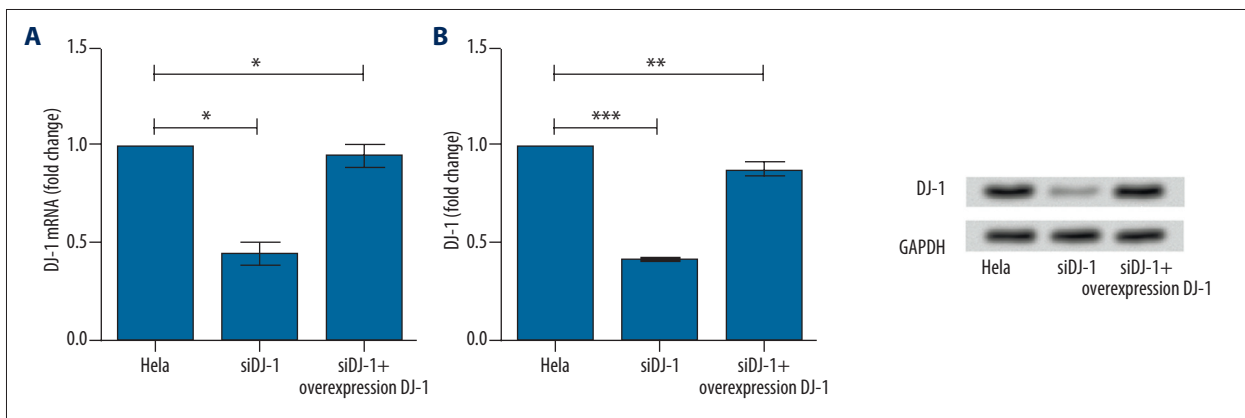 A
1.5
1.0
0.5
0.0
DJ-1 mRNA (fold change)
*
*
Hela
siDJ-1
siDJ-1+
overexpression DJ-1
B
1.5
1.0
0.5
0.0
DJ-1 (fold change)
**
***
Hela
siDJ-1
siDJ-1+
overexpression DJ-1
DJ-1
GAPDH
Hela
siDJ-1
siDJ-1+
overexpression DJ-1